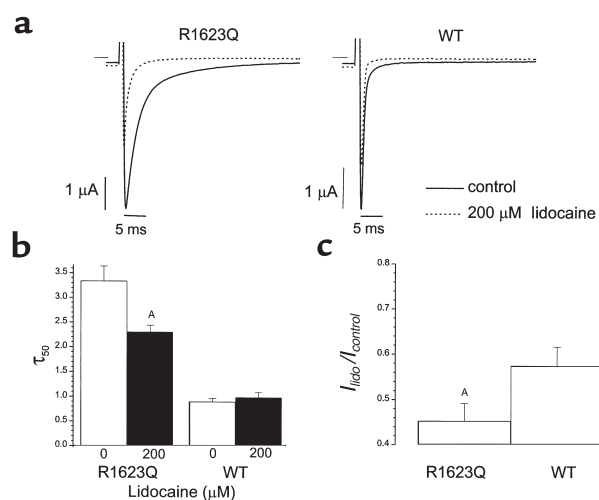 a
R1623Q
WT
1 μA
1 μA
control
200 μM lidocaine
5 ms
5 ms
b
c
3.5
3.0
2.5
2.0
1.5
1.0
0.5
0.0
τ50
A
0
200
0
200
R1623Q
WT
Lidocaine (μM)
0.8
0.7
0.6
0.5
0.4
Ilido/Icontrol
A
R1623Q
WT